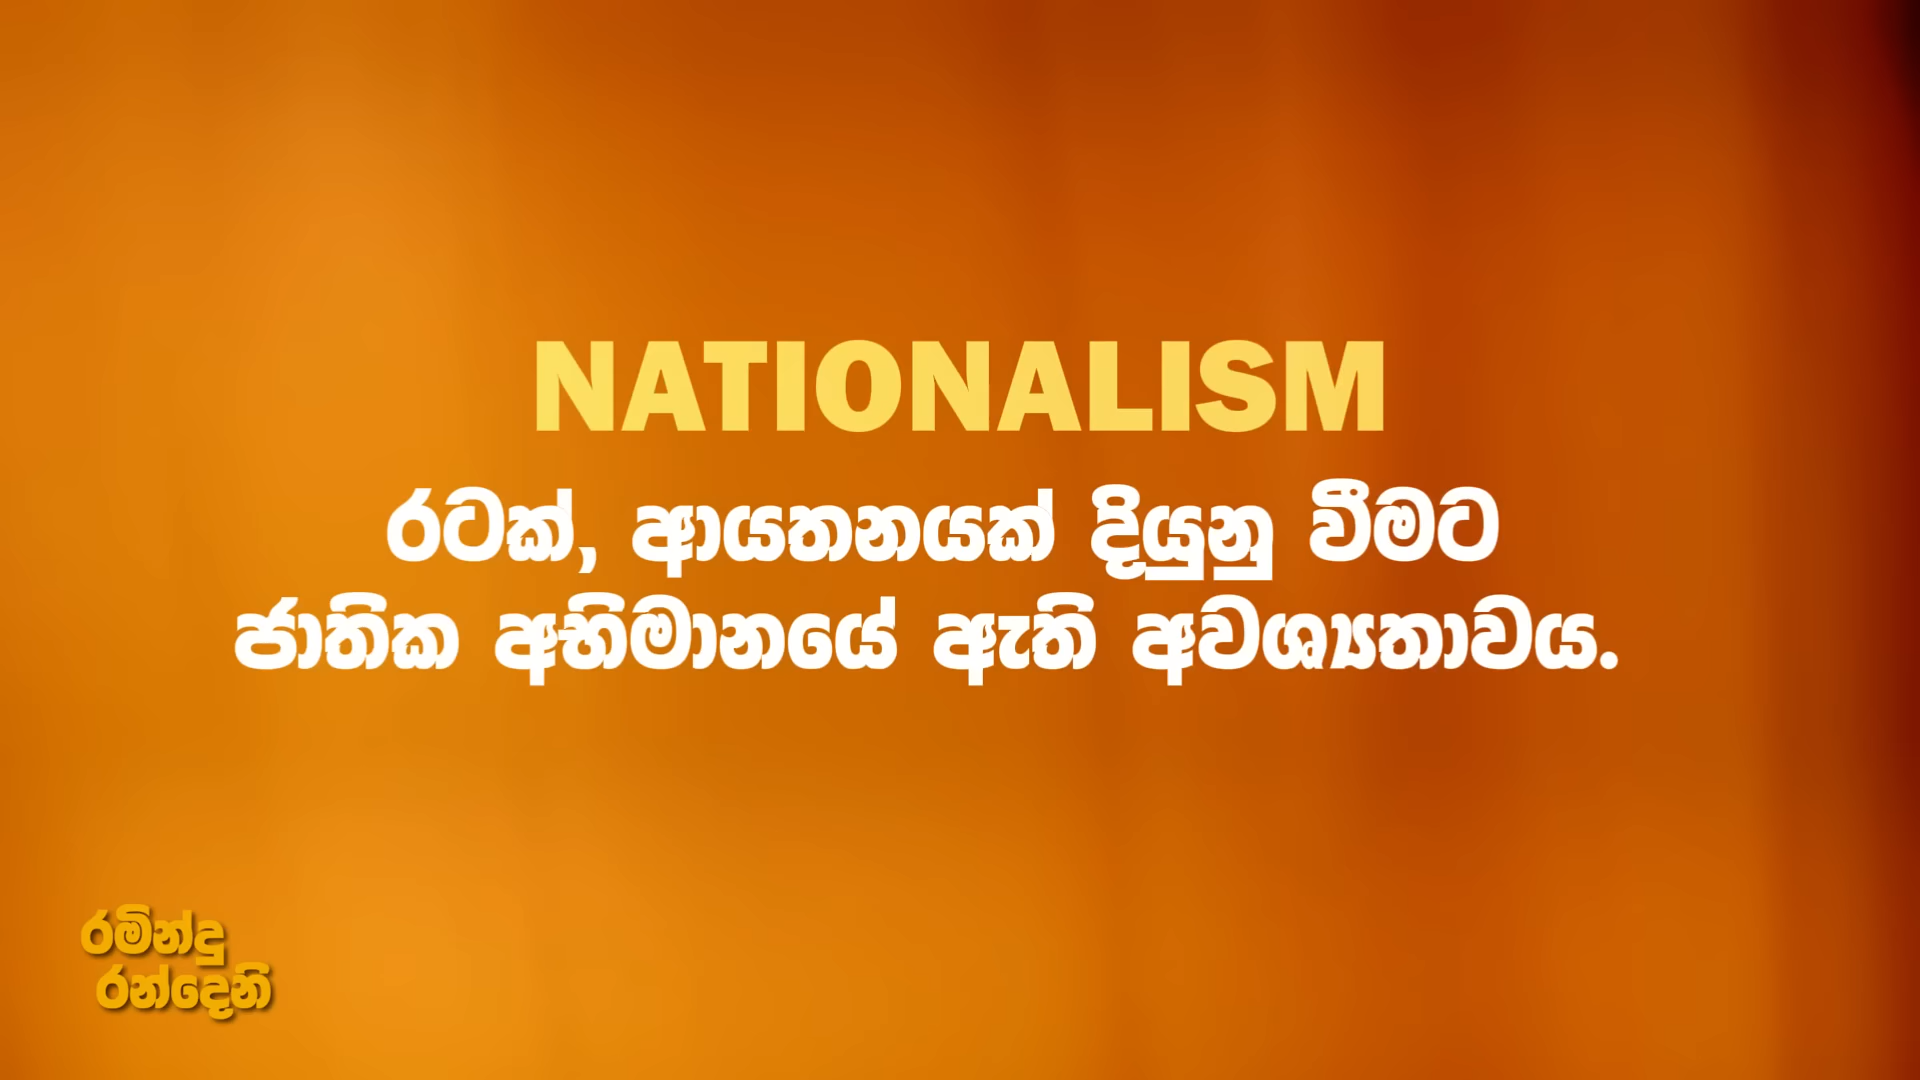 NATIONALISM
රටක්, ආයතනයක් දියුනු වීමට
ජාතික අභිමානයේ ඇති අවශ්‍යතාවය.
රමින්දු
රන්දෙනි